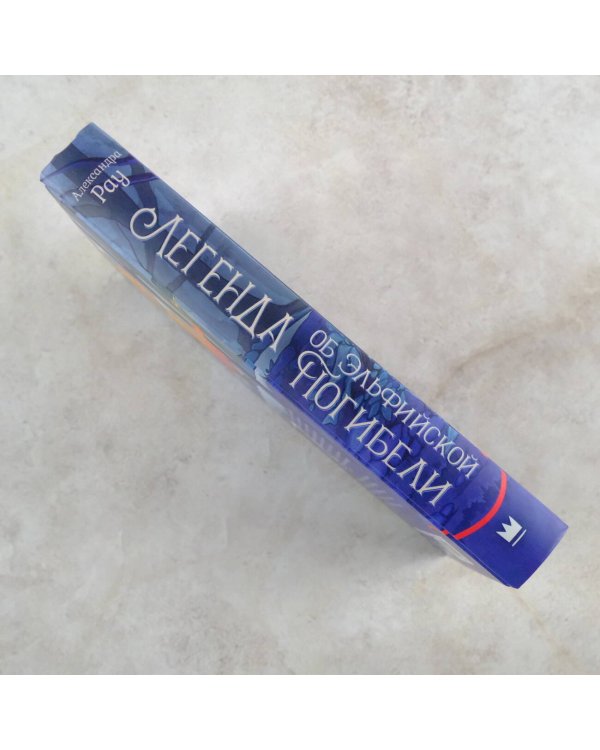 Александра
Рау
ЛЕГЕНДА
ОБ ЭЛЬФИЙСКОЙ
ПОГИБЕЛИ